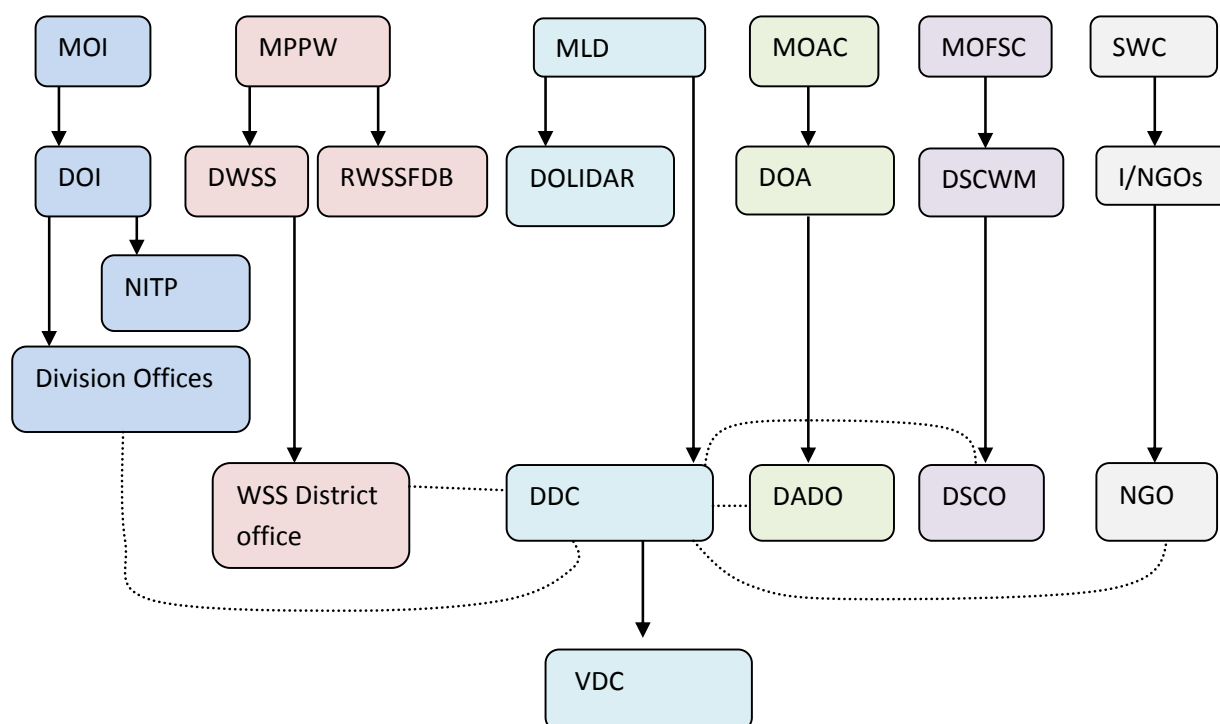 MOI
MPPW
MLD
MOAC
MOFSC
SWC
DOI
DWSS
RWSSFDB
DOLIDAR
DOA
DSCWM
I/NGOs
NITP
Division Offices
WSS District
office
DDC
DADO
DSCO
NGO
VDC